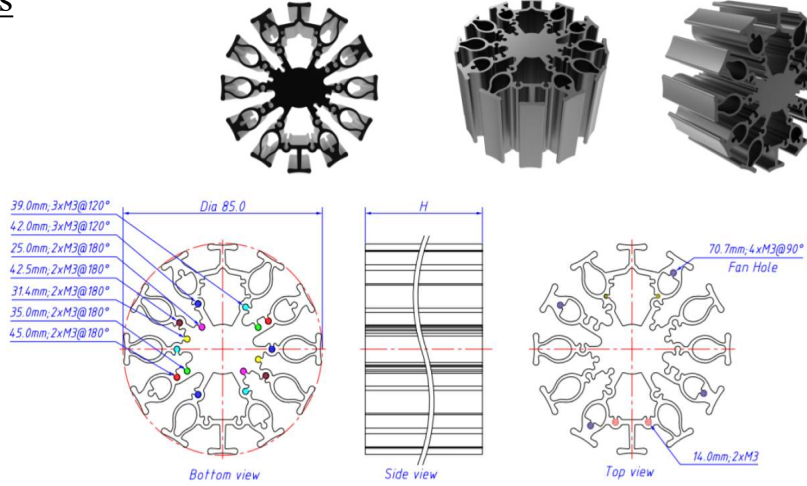 39.0mm;3xM3@120°
42.0mm;3xM3@120°
25.0mm;2xM3@180°
42.5mm;2xM3@180°
31.4mm;2xM3@180°
35.0mm;2xM3@180°
45.0mm;2xM3@180°
Dia 85.0
H
70.7mm;4xM3@90°
Fan Hole
14.0mm;2xM3
Bottom view
Side view
Top view